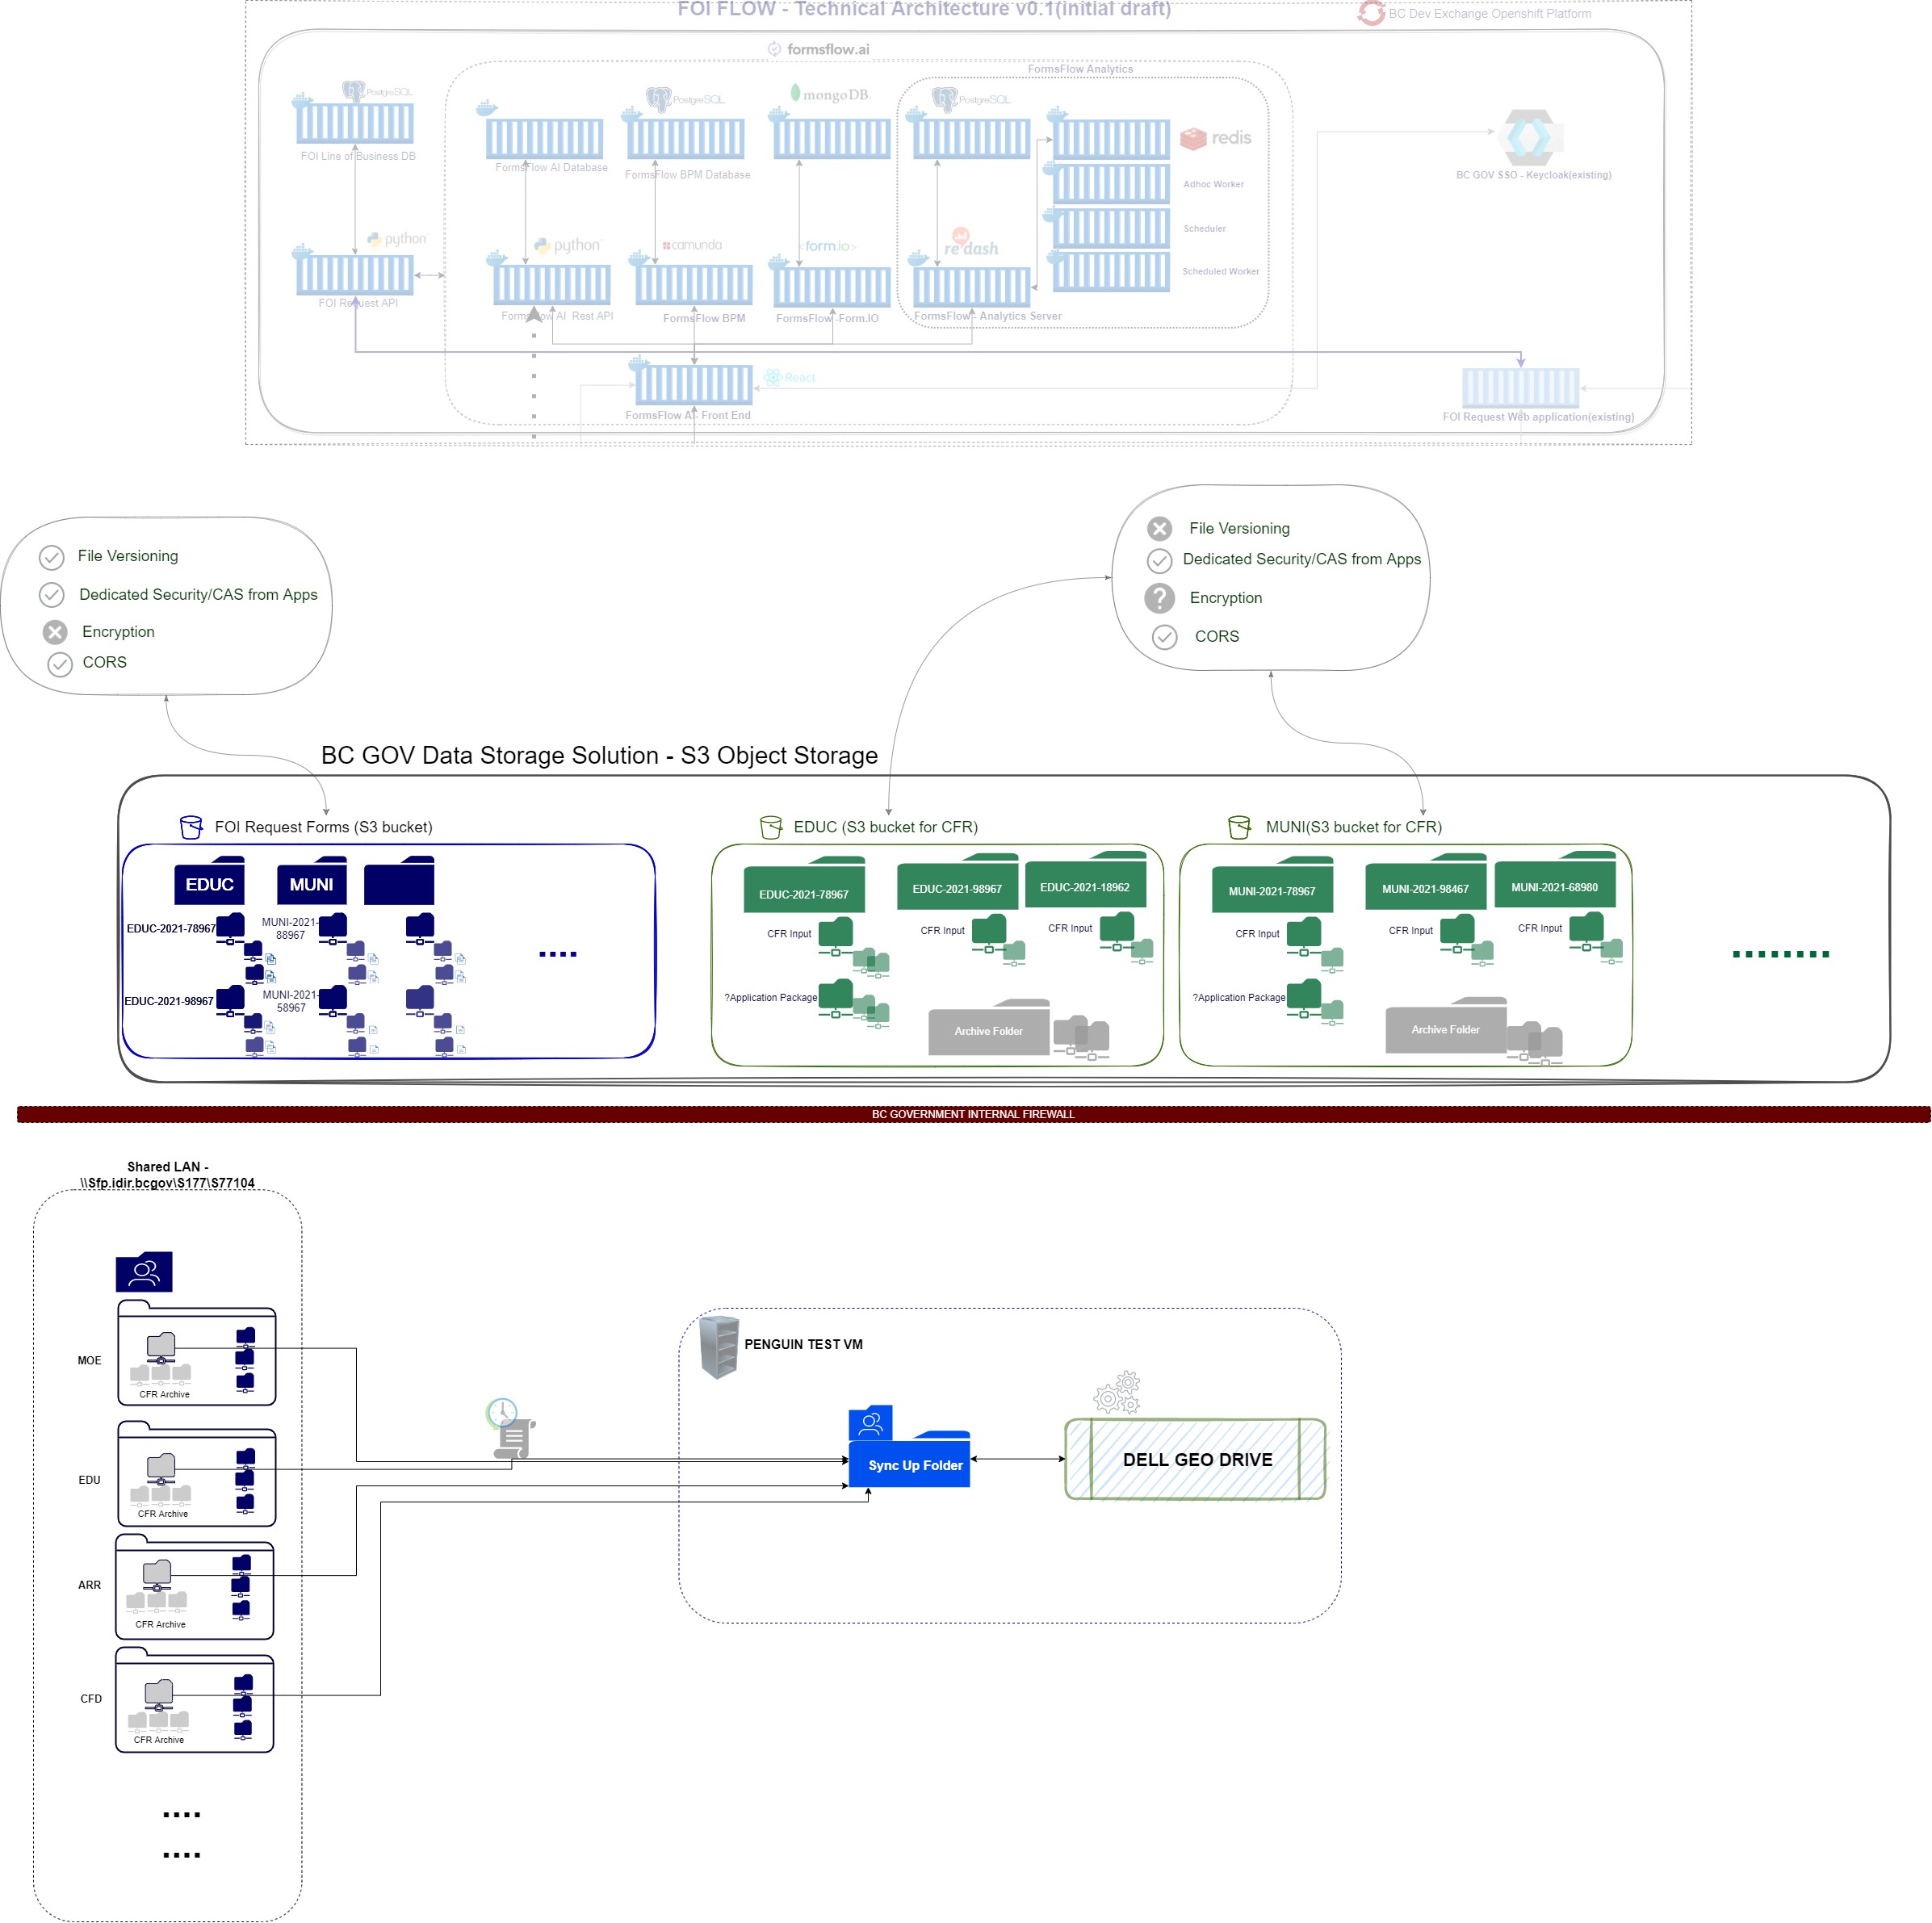 FOI FLOW - Technical Architecture v0.1(initial draft)
BC Dev Exchange Openshift Platform
formsflow.ai
FormsFlow Analytics
PostgreSQL
PostgreSQL
mongoDB.
PostgreSQL
redis
FOI Line of Business DB
FormsFlow AI Database
FormsFlow BPM Database
Adhoc Worker
BC GOV SSO - Keycloak(existing)
python
python
camunda
<form.io>
redash
Scheduler
Scheduled Worker
FOI Request API
FormsFlow AI Rest API
FormsFlow BPM
FormsFlow -Form.IO
FormsFlow - Analytics Server
React
FormsFlow AI- Front End
FOI Request Web application(existing)
File Versioning
Dedicated Security/CAS from Apps
Encryption
CORS
File Versioning
Dedicated Security/CAS from Apps
Encryption
CORS
BC GOV Data Storage Solution - S3 Object Storage
FOI Request Forms (S3 bucket)
EDUC
MUNI
EDUC-2021-78967
MUNI-2021-
88967
EDUC-2021-98967
MUNI-2021-
58967
....
EDUC (S3 bucket for CFR)
EDUC-2021-78967
EDUC-2021-98967
EDUC-2021-18962
CFR Input
CFR Input
CFR Input
?Application Package
Archive Folder
MUNI(S3 bucket for CFR)
MUNI-2021-78967
MUNI-2021-98467
MUNI-2021-68980
CFR Input
CFR Input
CFR Input
?Application Package
Archive Folder
........
BC GOVERNMENT INTERNAL FIREWALL
Shared LAN -
\\Sfp.idir.bcgov\S177\S77104
MOE
CFR Archive
EDU
CFR Archive
ARR
CFR Archive
CFD
CFR Archive
....
....
PENGUIN TEST VM
Sync Up Folder
DELL GEO DRIVE